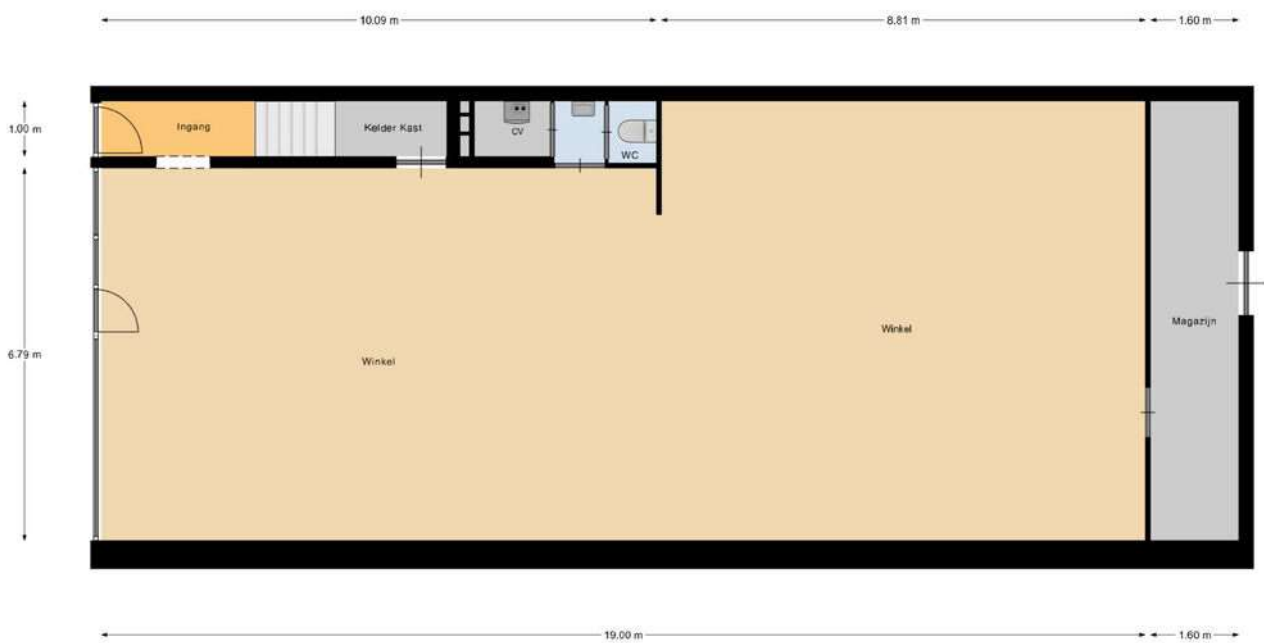 10.09 m
8.81 m
1.60 m
1.00 m
Ingang
Kelder Kast
CV
WC
6.79 m
Winkel
Winkel
Magazijn
19.00 m
1.60 m